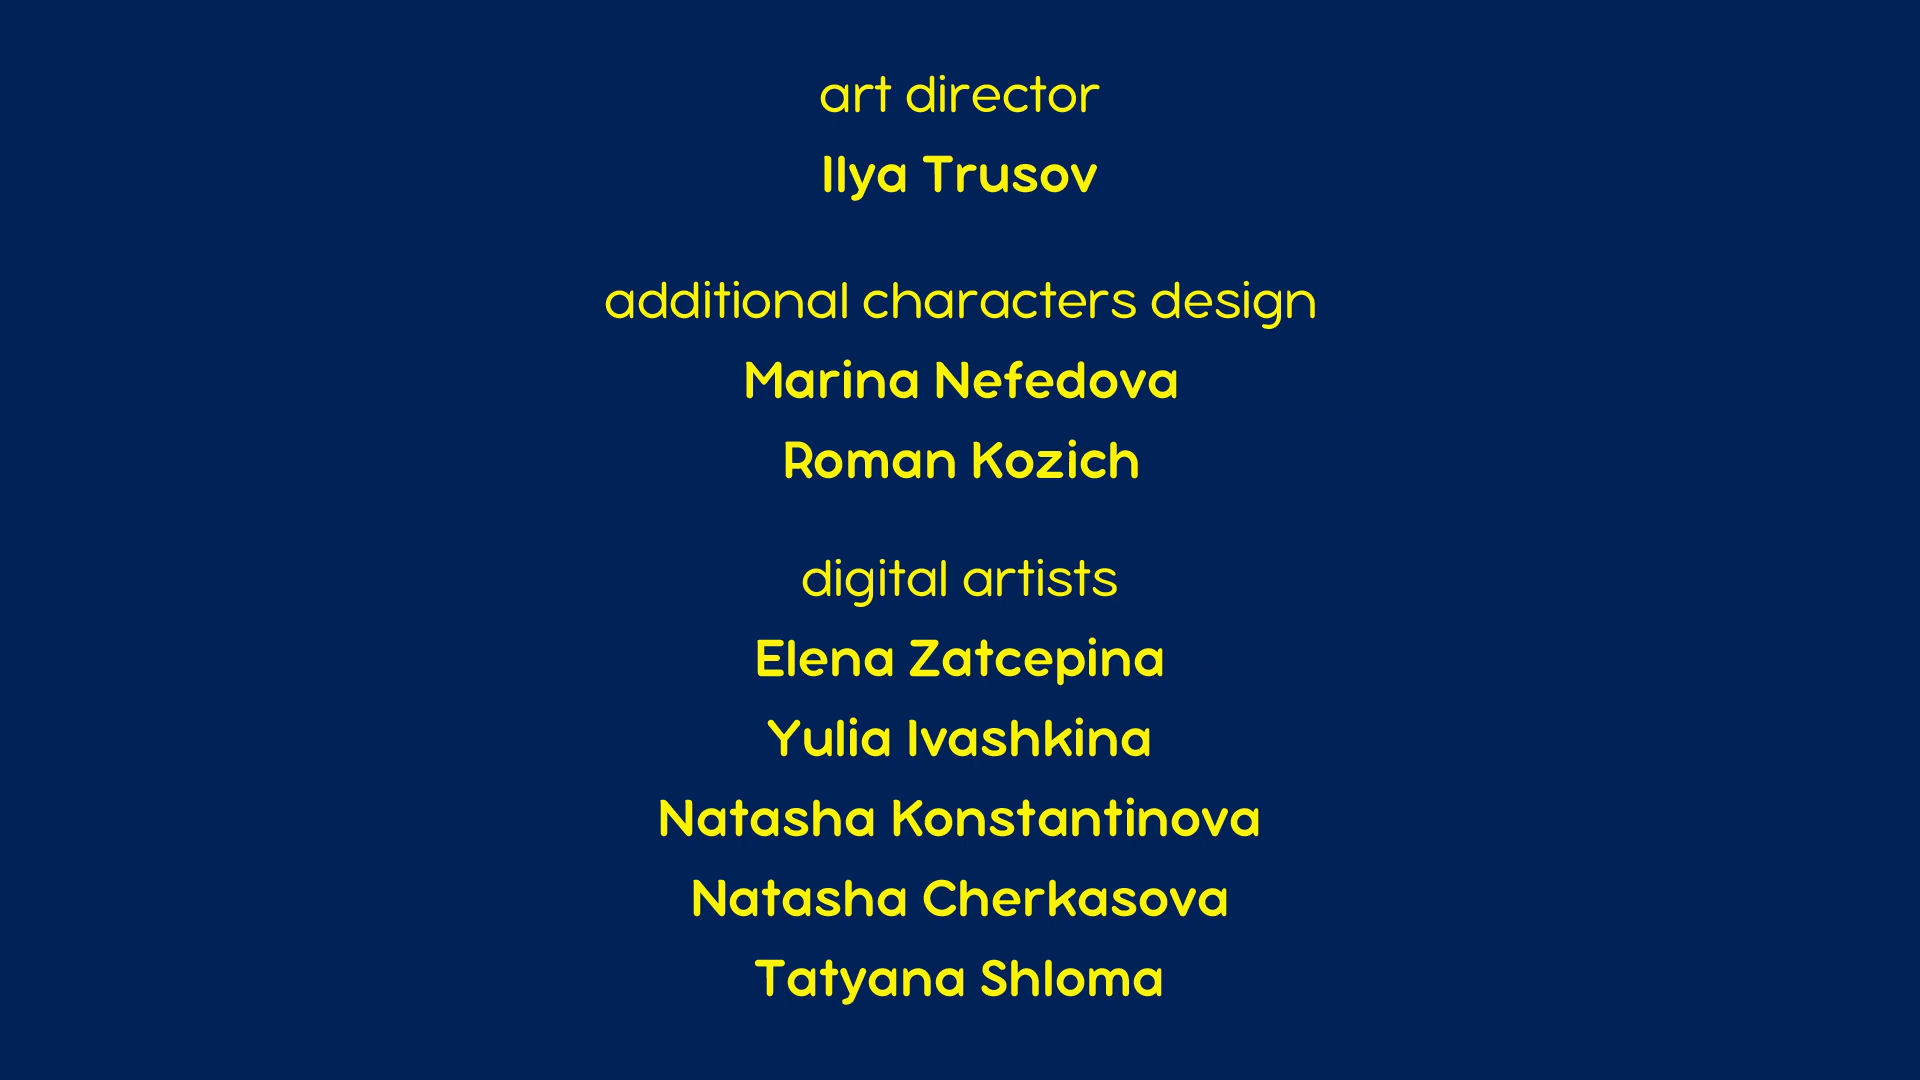 art director
Ilya Trusov
additional characters design
Marina Nefedova
Roman Kozich
digital artists
Elena Zatcepina
Yulia Ivashkina
Natasha Konstantinova
Natasha Cherkasova
Tatyana Shloma